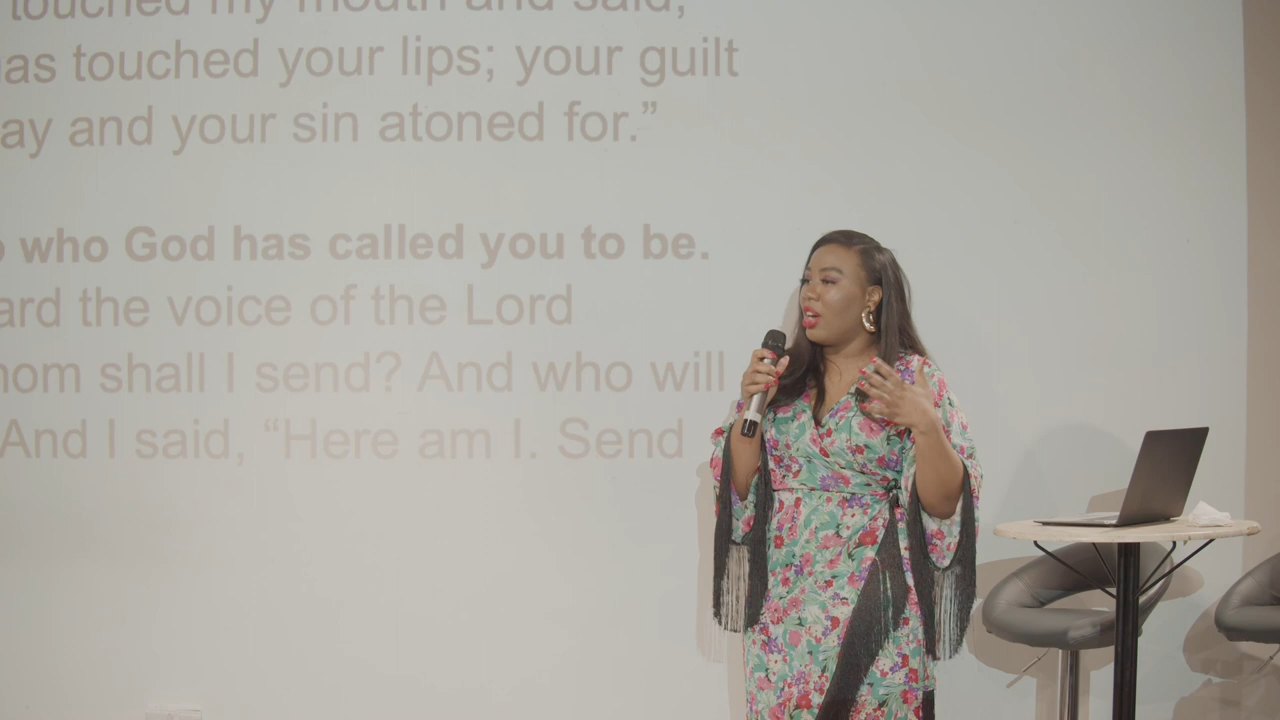 touched my mouth and said,
has touched your lips; your guilt
ay and your sin atoned for.”
who God has called you to be.
ard the voice of the Lord
hom shall I send? And who will
And I said, “Here am I. Send